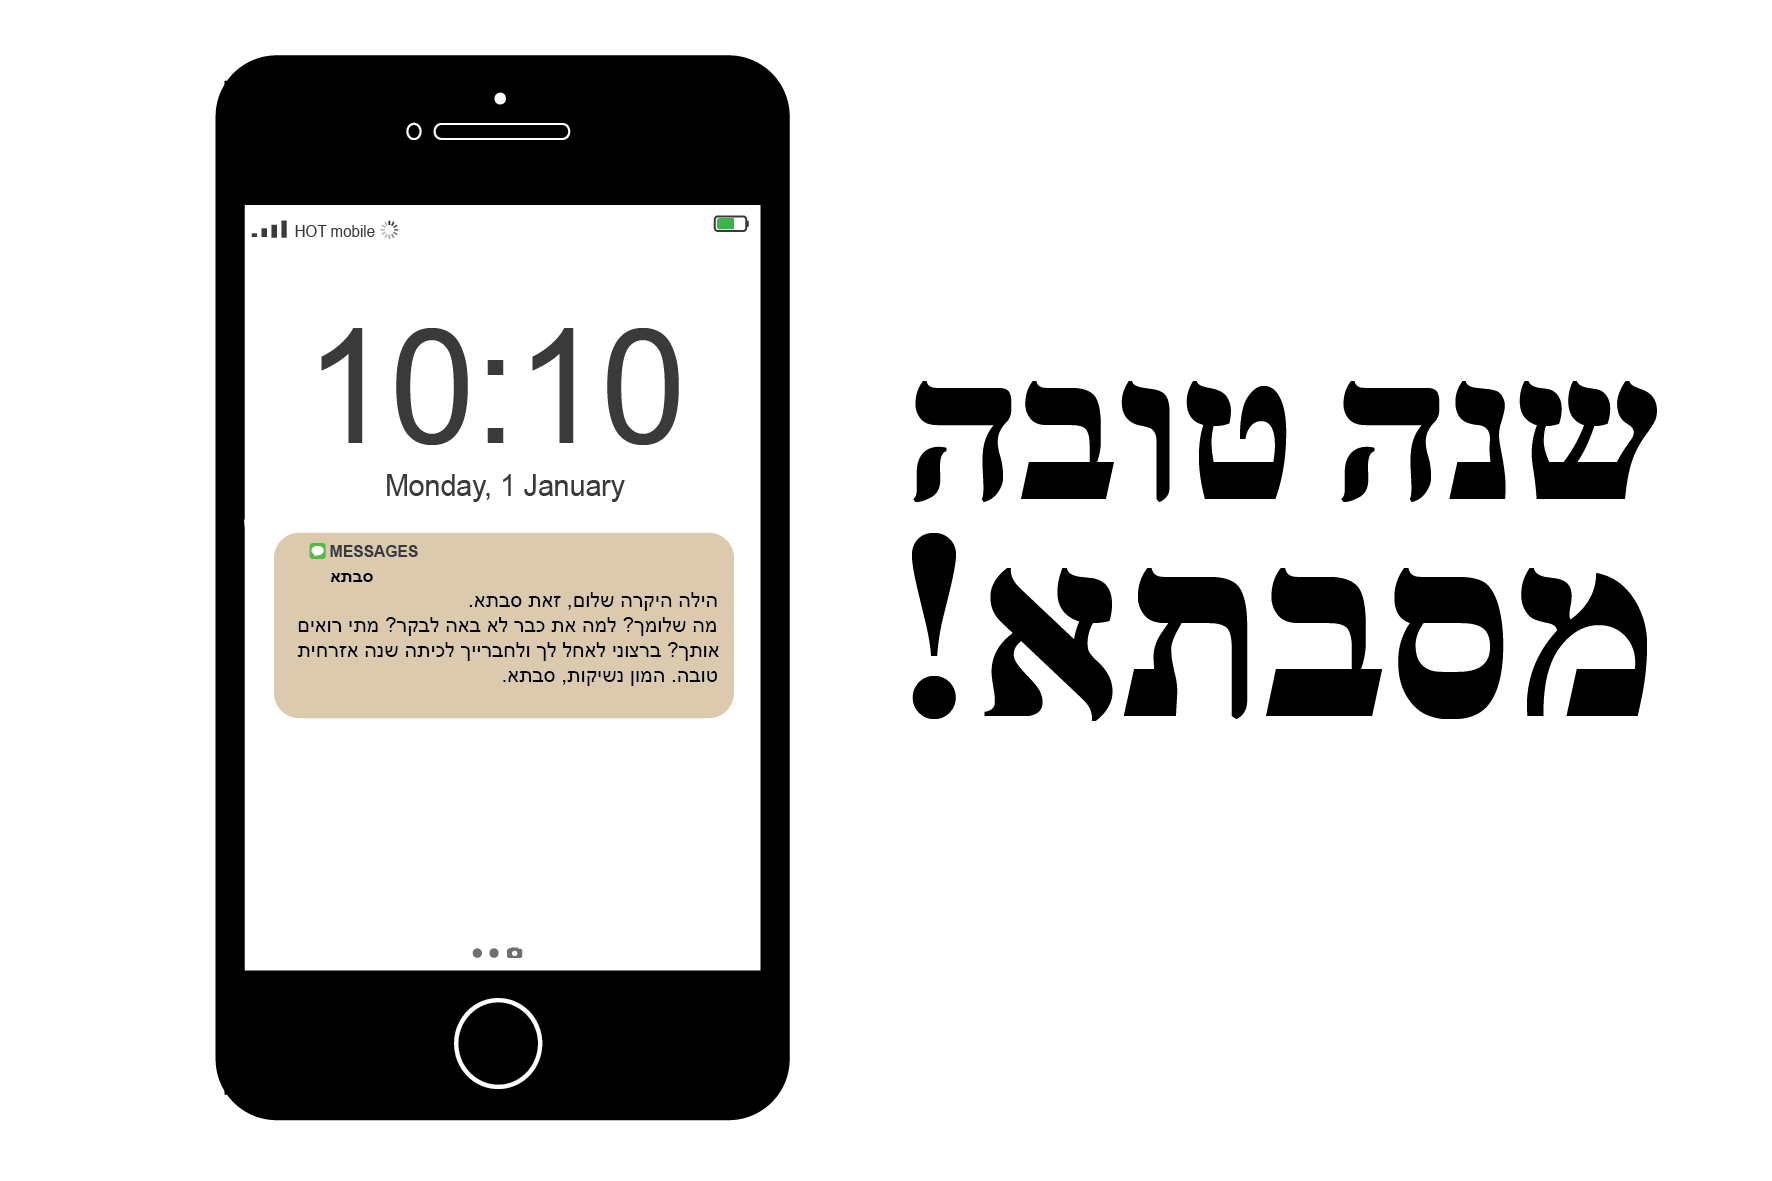 HOT mobile
10:10
Monday, 1 January
MESSAGES
סבתא
הילה היקרה שלום, זאת סבתא.
מה שלומך? למה את כבר לא באה לבקר? מתי רואים
אותך? ברצוני לאחל לך ולחברייך לכיתה שנה אזרחית
טובה. המון נשיקות, סבתא.
שנה טובה
מסבתא!